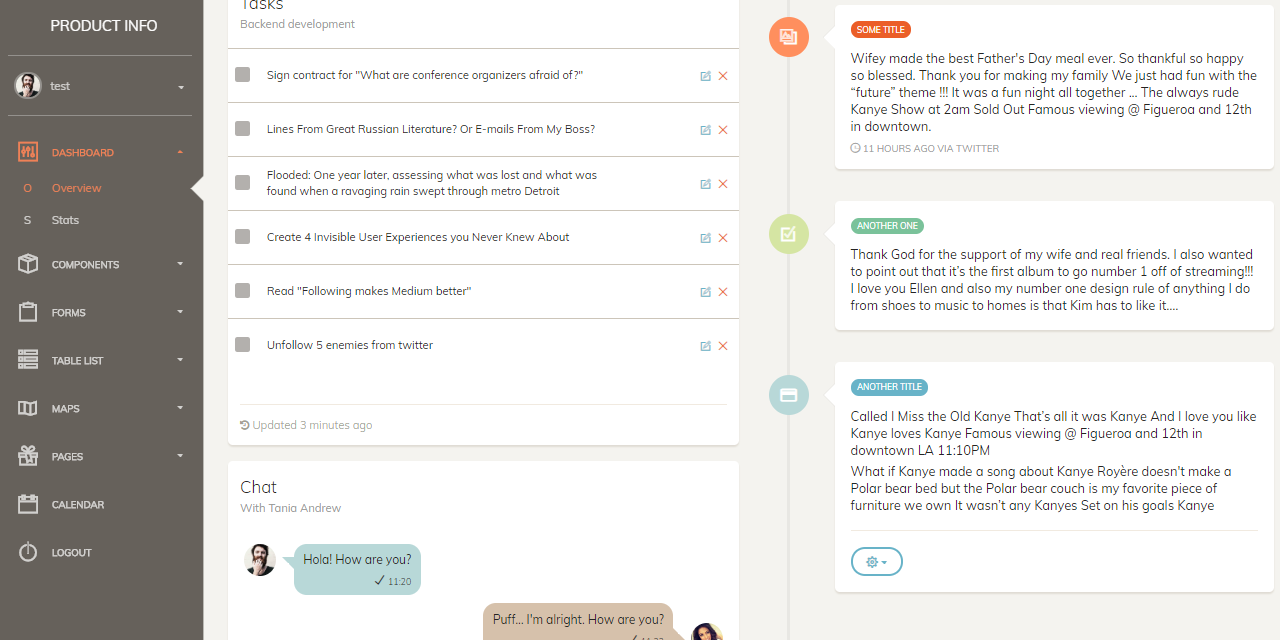 PRODUCT INFO
test
DASHBOARD
O Overview
S Stats
COMPONENTS
FORMS
TABLE LIST
MAPS
PAGES
CALENDAR
LOGOUT
Tasks
Backend development
Sign contract for "What are conference organizers afraid of?"
Lines From Great Russian Literature? Or E-mails From My Boss?
Flooded: One year later, assessing what was lost and what was
found when a ravaging rain swept through metro Detroit
Create 4 Invisible User Experiences you Never Knew About
Read "Following makes Medium better"
Unfollow 5 enemies from twitter
Updated 3 minutes ago
Chat
With Tania Andrew
Hola! How are you?
11:20
Puff... I'm alright. How are you?
SOME TITLE
Wifey made the best Father's Day meal ever. So thankful so happy
so blessed. Thank you for making my family We just had fun with the
“future” theme !!! It was a fun night all together ... The always rude
Kanye Show at 2am Sold Out Famous viewing @ Figueroa and 12th
in downtown.
11 HOURS AGO VIA TWITTER
ANOTHER ONE
Thank God for the support of my wife and real friends. I also wanted
to point out that it’s the first album to go number 1 off of streaming!!!
I love you Ellen and also my number one design rule of anything I do
from shoes to music to homes is that Kim has to like it....
ANOTHER TITLE
Called I Miss the Old Kanye That’s all it was Kanye And I love you like
Kanye loves Kanye Famous viewing @ Figueroa and 12th in
downtown LA 11:10PM
What if Kanye made a song about Kanye Royère doesn't make a
Polar bear bed but the Polar bear couch is my favorite piece of
furniture we own It wasn’t any Kanyes Set on his goals Kanye